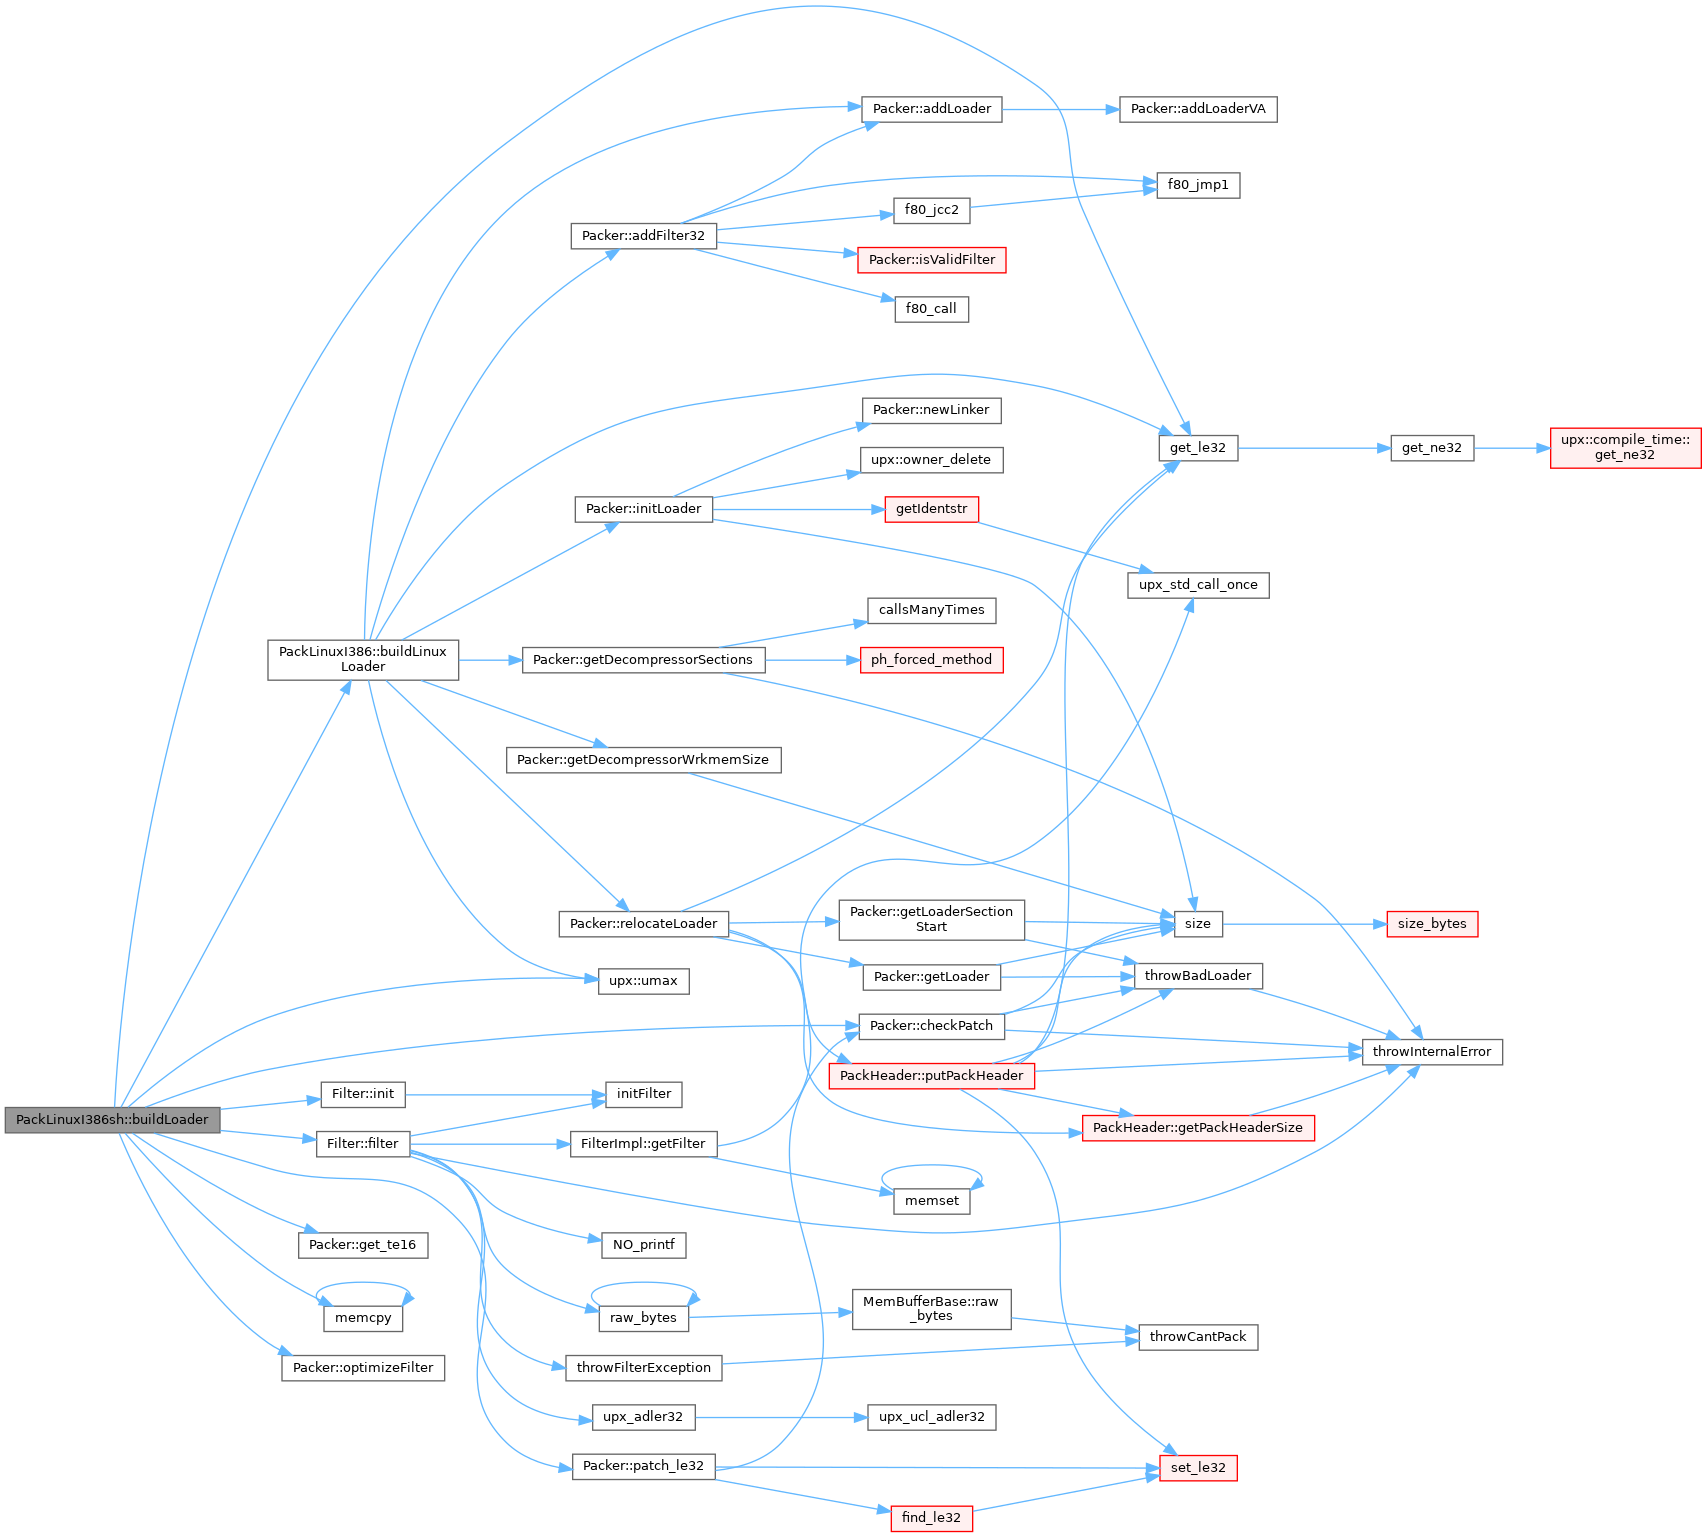 Packer::addLoader
Packer::addLoaderVA
f80_jmp1
f80_jcc2
Packer::addFilter32
Packer::isValidFilter
f80_call
Packer::newLinker
get_le32
get_ne32
upx::compile_time::
get_ne32
upx::owner_delete
Packer::initLoader
getIdentstr
upx_std_call_once
callsManyTimes
PackLinuxI386::buildLinux
Loader
Packer::getDecompressorSections
ph_forced_method
Packer::getDecompressorWrkmemSize
Packer::relocateLoader
Packer::getLoaderSection
Start
size
size_bytes
upx::umax
Packer::getLoader
throwBadLoader
Packer::checkPatch
throwInternalError
PackHeader::putPackHeader
Filter::init
initFilter
PackLinuxI386sh::buildLoader
PackHeader::getPackHeaderSize
Filter::filter
FilterImpl::getFilter
memset
Packer::get_te16
NO_printf
memcpy
raw_bytes
MemBufferBase::raw
_bytes
throwCantPack
Packer::optimizeFilter
throwFilterException
upx_adler32
upx_ucl_adler32
Packer::patch_le32
set_le32
find_le32